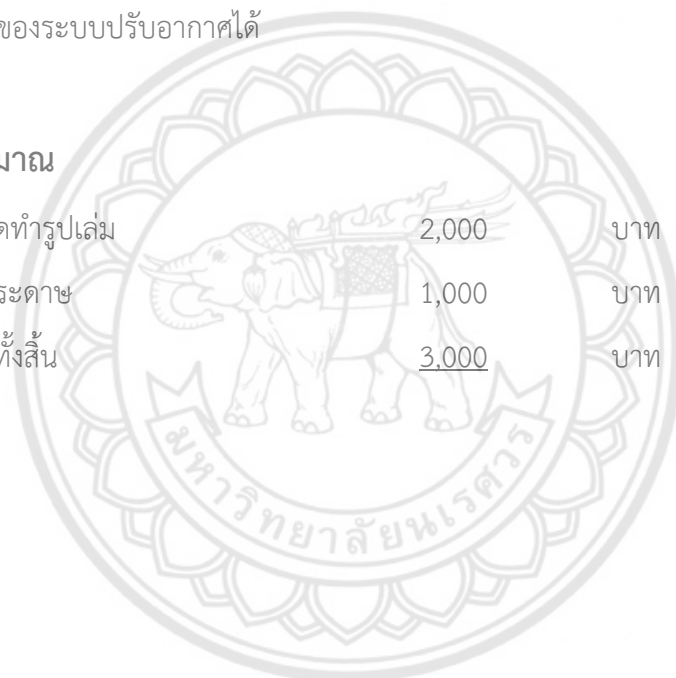 ของระบบปรับอากาศได้
มาณ
ดทำรูปเล่ม 2,000 บาท
ระดาษ 1,000 บาท
ทั้งสิ้น 3,000 บาท
มหาวิทยาลัยนเรศวร